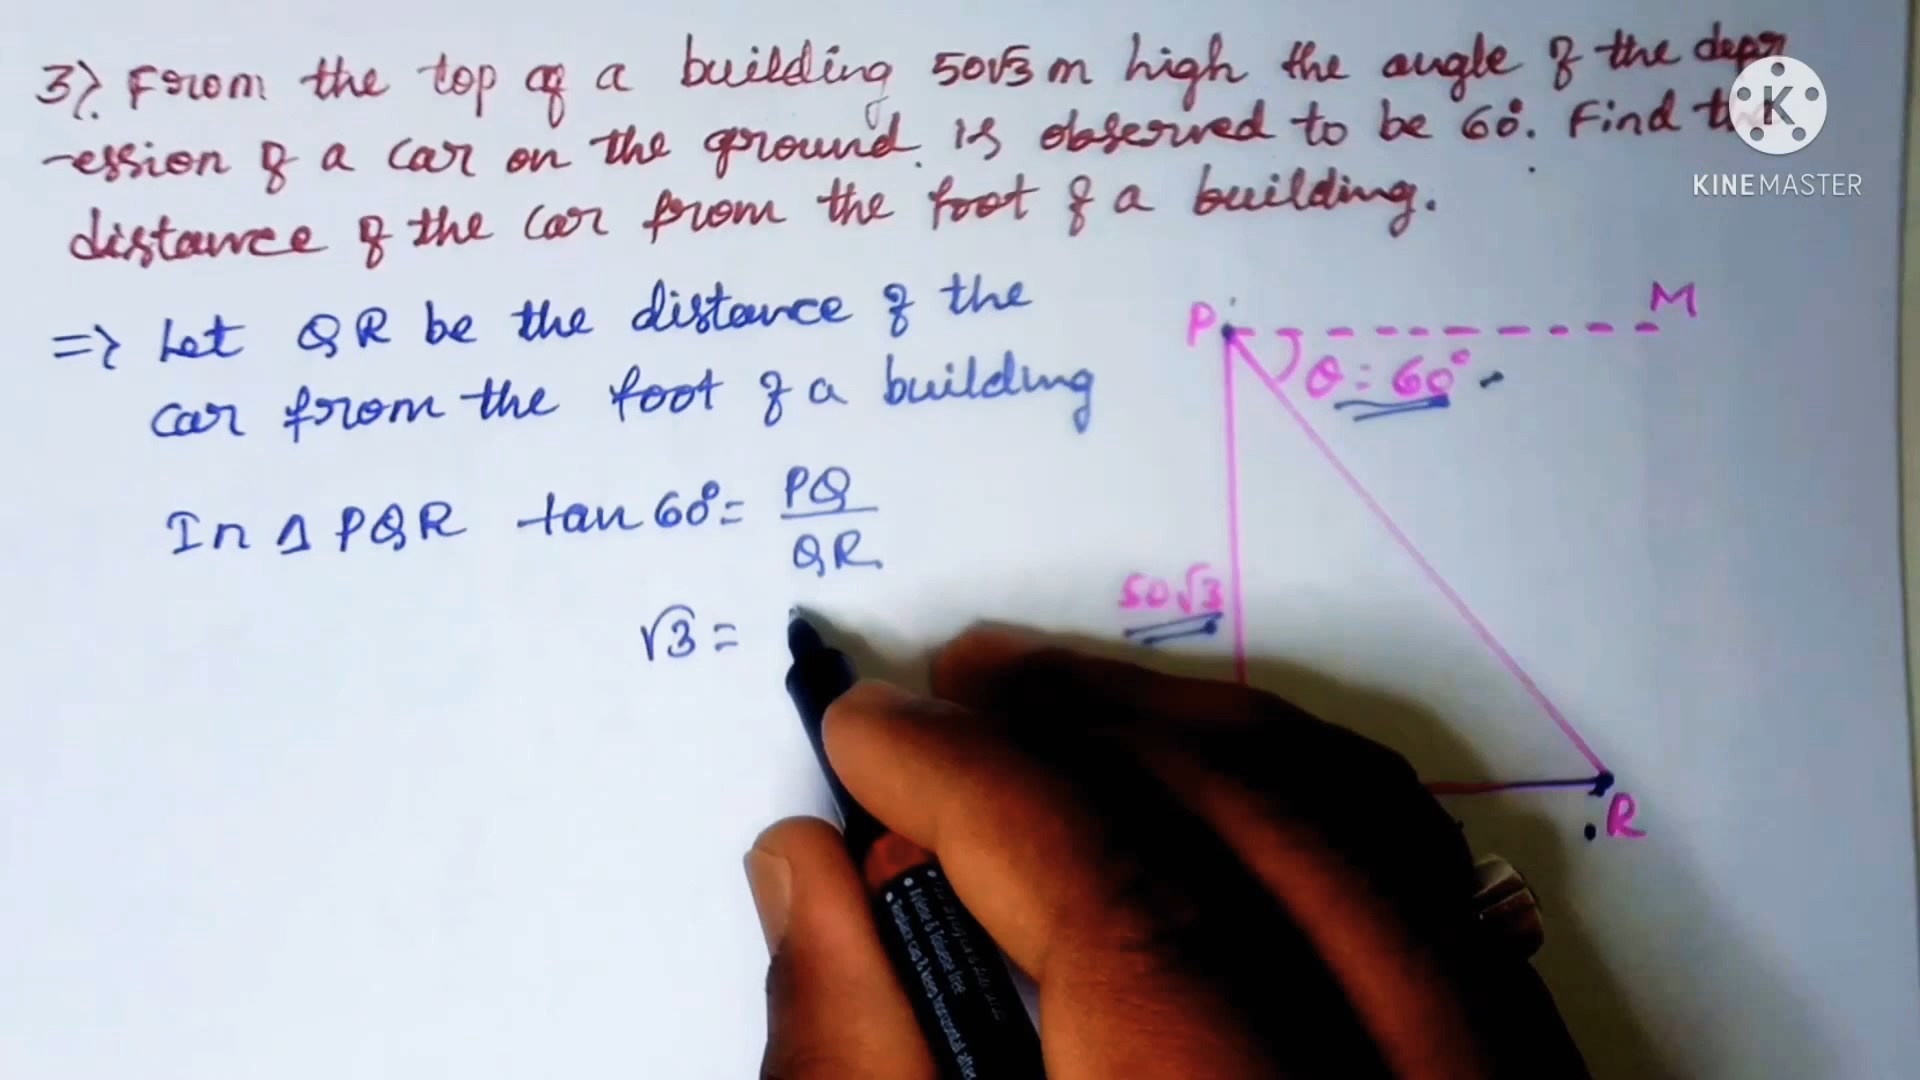 3). From the top of a building 50√3 m high the angle of the depr
-ession of a car on the ground. is observed to be 60°. Find the
distance of the car from the foot of a building.
=> Let QR be the distance of the
car from the foot of a building
In Δ PQR tan 60° = PQ
QR
√3 =
P
M
θ = 60°
50√3
R
K
KINEMASTER